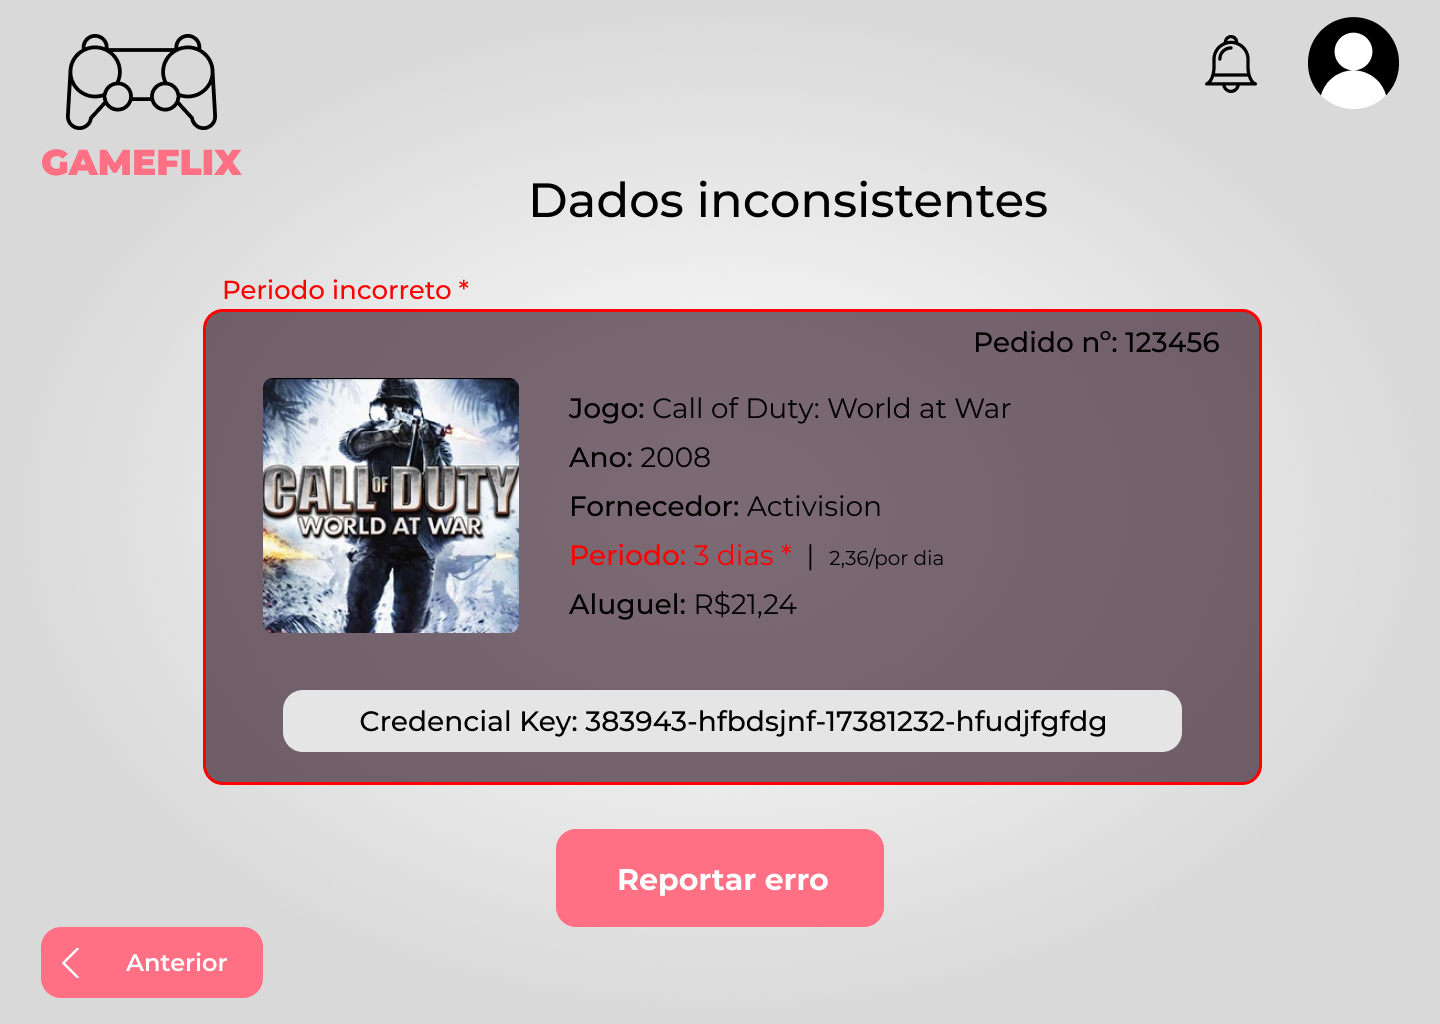 GAMEFLIX
Dados inconsistentes
Periodo incorreto *
Pedido nº: 123456
CALL OF DUTY
WORLD AT WAR
Jogo: Call of Duty: World at War
Ano: 2008
Fornecedor: Activision
Periodo: 3 dias * | 2,36/por dia
Aluguel: R$21,24
Credencial Key: 383943-hfbdsjnf-17381232-hfudjfgfdg
Reportar erro
Anterior